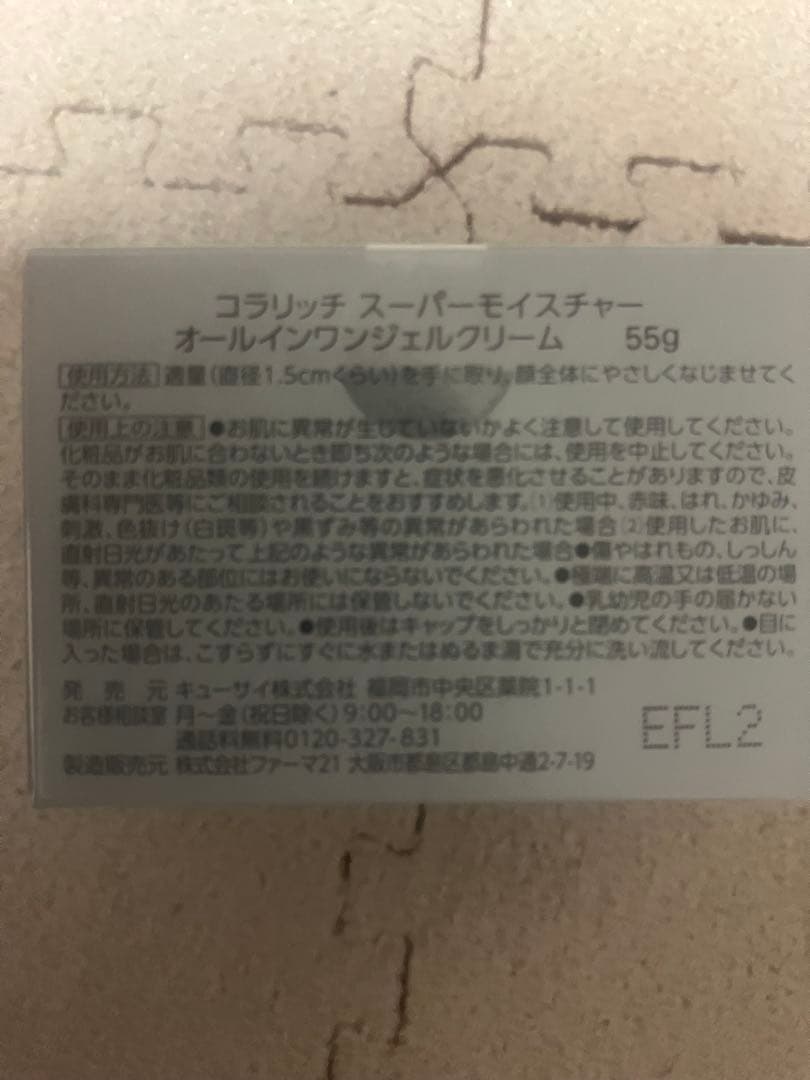 コラリッチ スーパーモイスチャー
オールインワンジェルクリーム 55g
使用方法 適量(直径1.5cmくらい)を手に取り、顔全体にやさしくなじませてく
ださい。
使用上の注意 ●お肌に異常が生じていないかよく注意して使用してください。
化粧品がお肌に合わないとき即ち次のような場合には、使用を中止してください。
そのまま化粧品類の使用を続けますと、症状を悪化させることがありますので、皮
膚科専門医等にご相談されることをおすすめします。(1)使用中、赤味、はれ、かゆみ、
刺激、色抜け(白斑等)や黒ずみ等の異常があらわれた場合(2)使用したお肌に、
直射日光があたって上記のような異常があらわれた場合●傷やはれもの、しっしん
等、異常のある部位にはお使いにならないでください。●極端に高温又は低温の場
所、直射日光のあたる場所には保管しないでください。●乳幼児の手の届かない
場所に保管してください。●使用後はキャップをしっかりと閉めてください。●目に
入った場合は、こすらずにすぐに水またはぬるま湯で充分に洗い流してください。
発 売 元 キューサイ株式会社 福岡市中央区薬院1-1-1
お客様相談室 月〜金(祝日除く)9:00〜18:00
通話料無料0120-327-831
製造販売元 株式会社ファーマ21 大阪市都島区都島中通2-7-19
EFL2